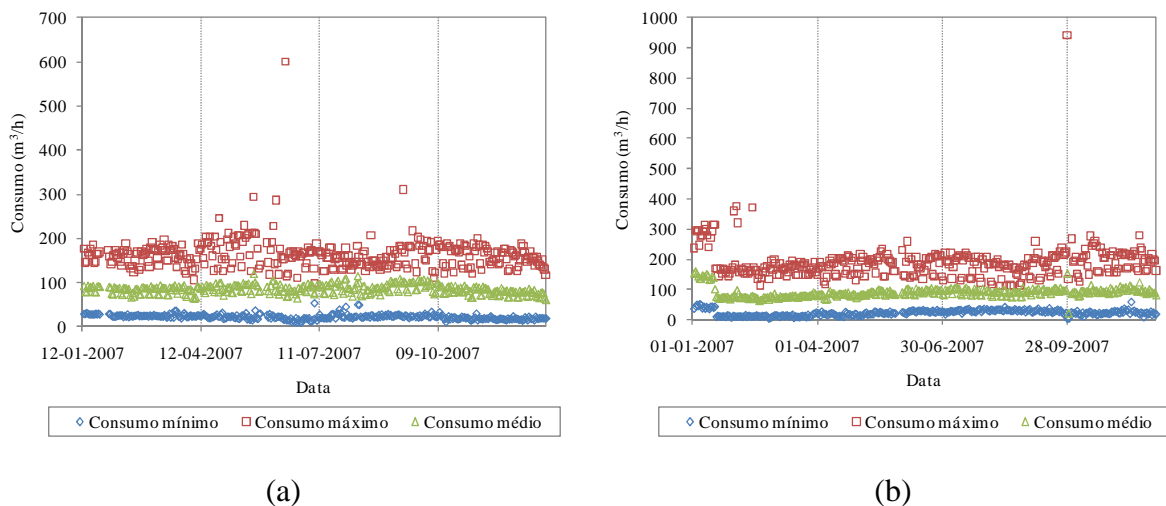 700
600
500
400
300
200
100
0
Consumo (m³/h)
12-01-2007 12-04-2007 11-07-2007 09-10-2007
Data
Consumo mínimo Consumo máximo Consumo médio
(a)
1000
900
800
700
600
500
400
300
200
100
0
Consumo (m³/h)
01-01-2007 01-04-2007 30-06-2007 28-09-2007
Data
Consumo mínimo Consumo máximo Consumo médio
(b)